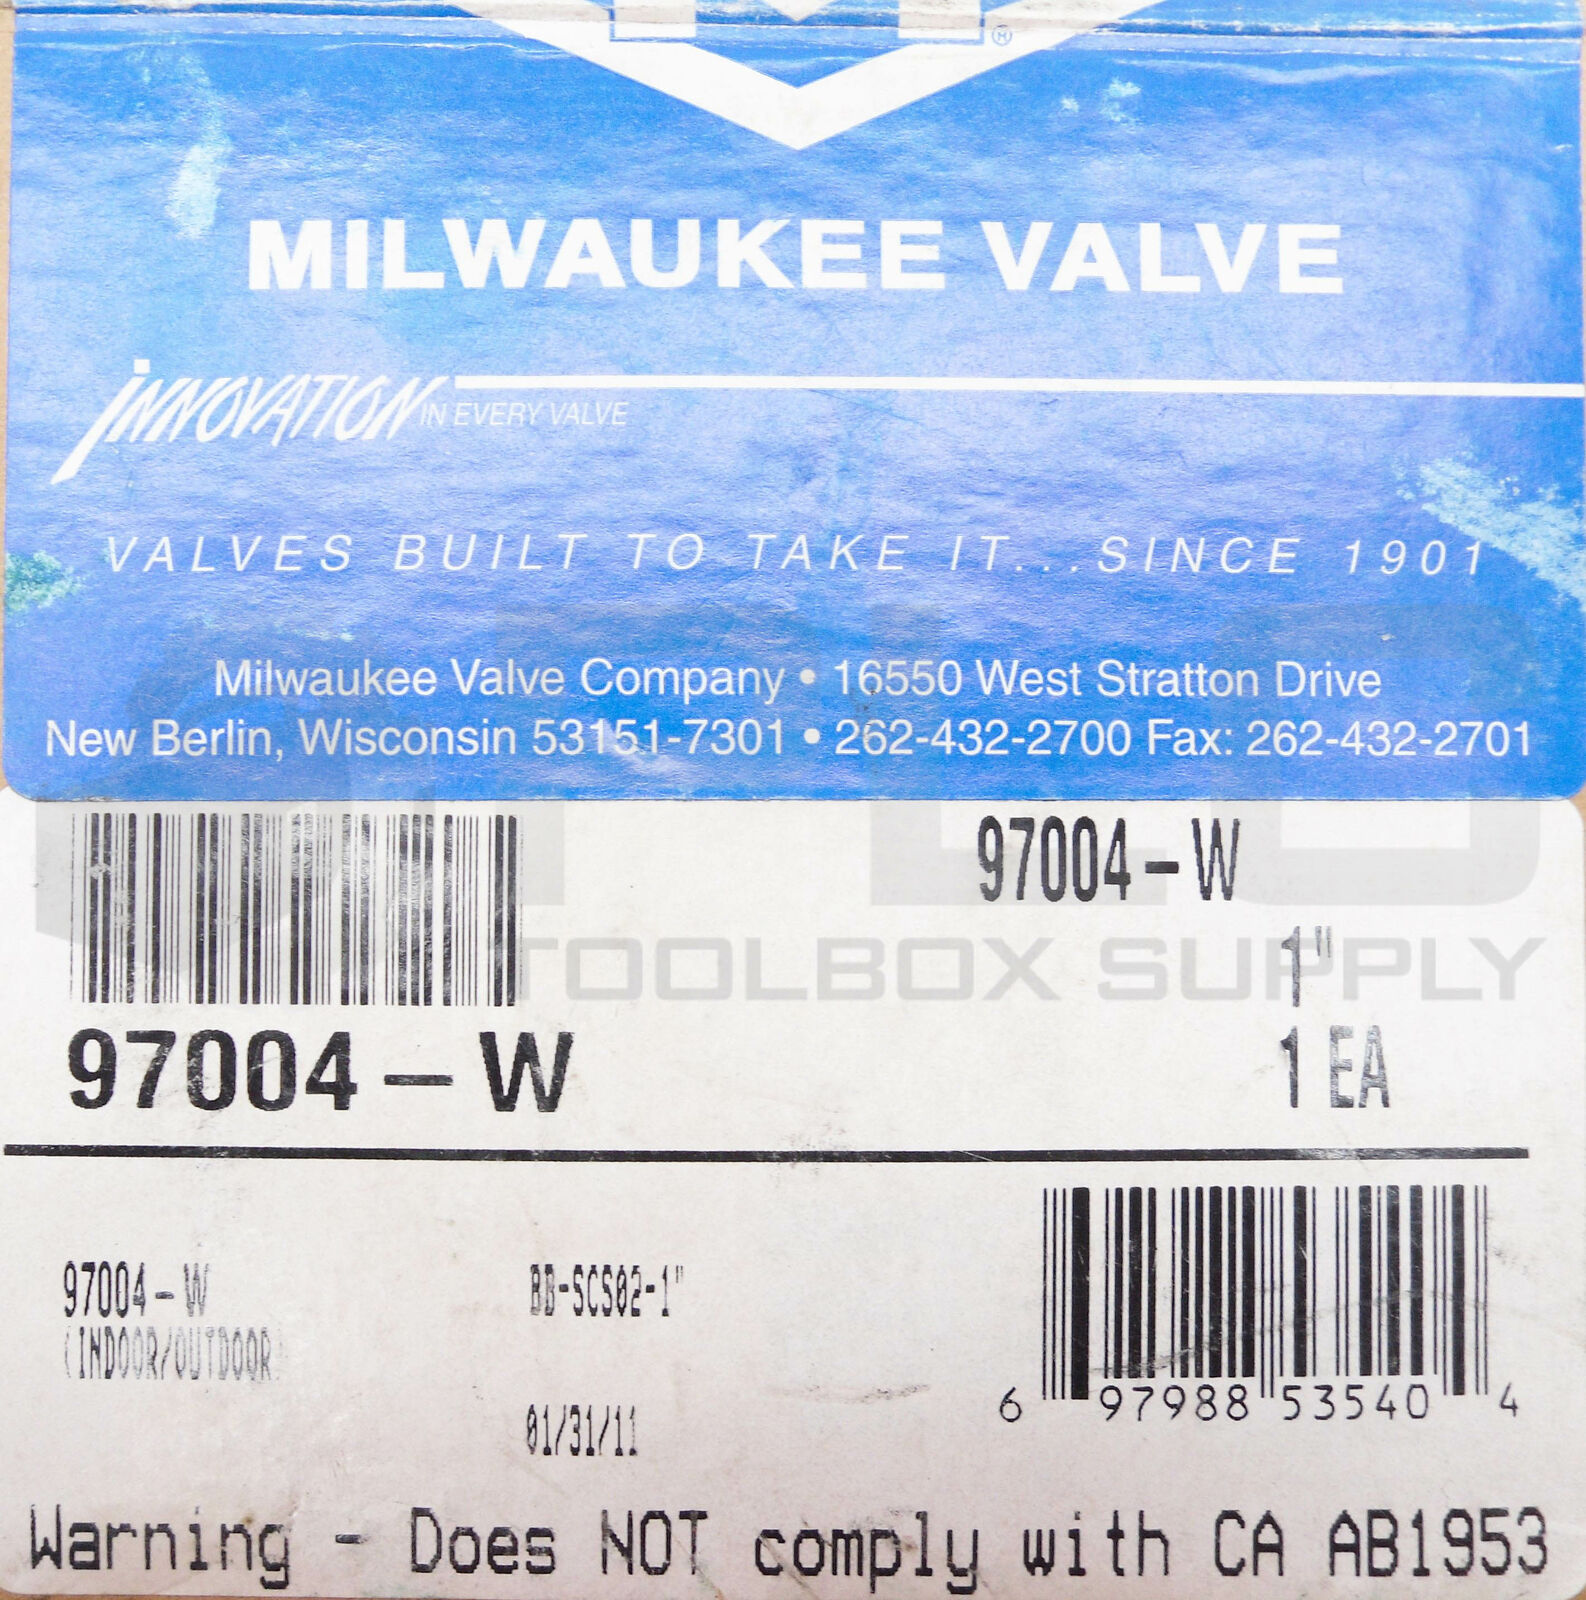 M®
MILWAUKEE VALVE
INNOVATION IN EVERY VALVE
VALVES BUILT TO TAKE IT...SINCE 1901
Milwaukee Valve Company • 16550 West Stratton Drive
New Berlin, Wisconsin 53151-7301 • 262-432-2700 Fax: 262-432-2701
97004-W
1"
TOOLBOX SUPPLY
97004-W
1 EA
97004-W
BB-SCS02-1"
(INDOOR/OUTDOOR)
6 97988 53540 4
01/31/11
Warning - Does NOT comply with CA AB1953